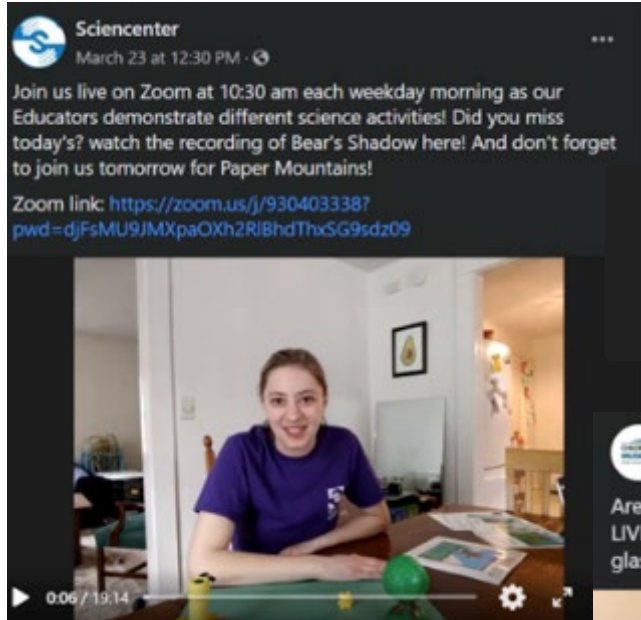 Sciencenter
March 23 at 12:30 PM ·
Join us live on Zoom at 10:30 am each weekday morning as our
Educators demonstrate different science activities! Did you miss
today's? watch the recording of Bear's Shadow here! And don't forget
to join us tomorrow for Paper Mountains!
Zoom link: https://zoom.us/j/930403338?
pwd=djFsMU9JMXpaOXh2RlBhdThxSG9sdz09
0:06 / 19:14
Are
LIV
glas